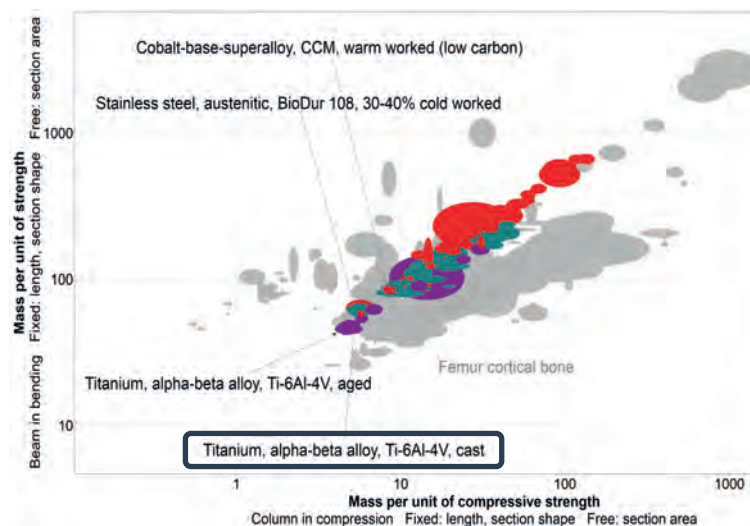 Cobalt-base-superalloy, CCM, warm worked (low carbon)
Stainless steel, austenitic, BioDur 108, 30-40% cold worked
Mass per unit of strength
Beam in bending Fixed: length, section shape Free: section area
1000
100
10
Femur cortical bone
Titanium, alpha-beta alloy, Ti-6Al-4V, aged
Titanium, alpha-beta alloy, Ti-6Al-4V, cast
1 10 100 1000
Mass per unit of compressive strength
Column in compression Fixed: length, section shape Free: section area